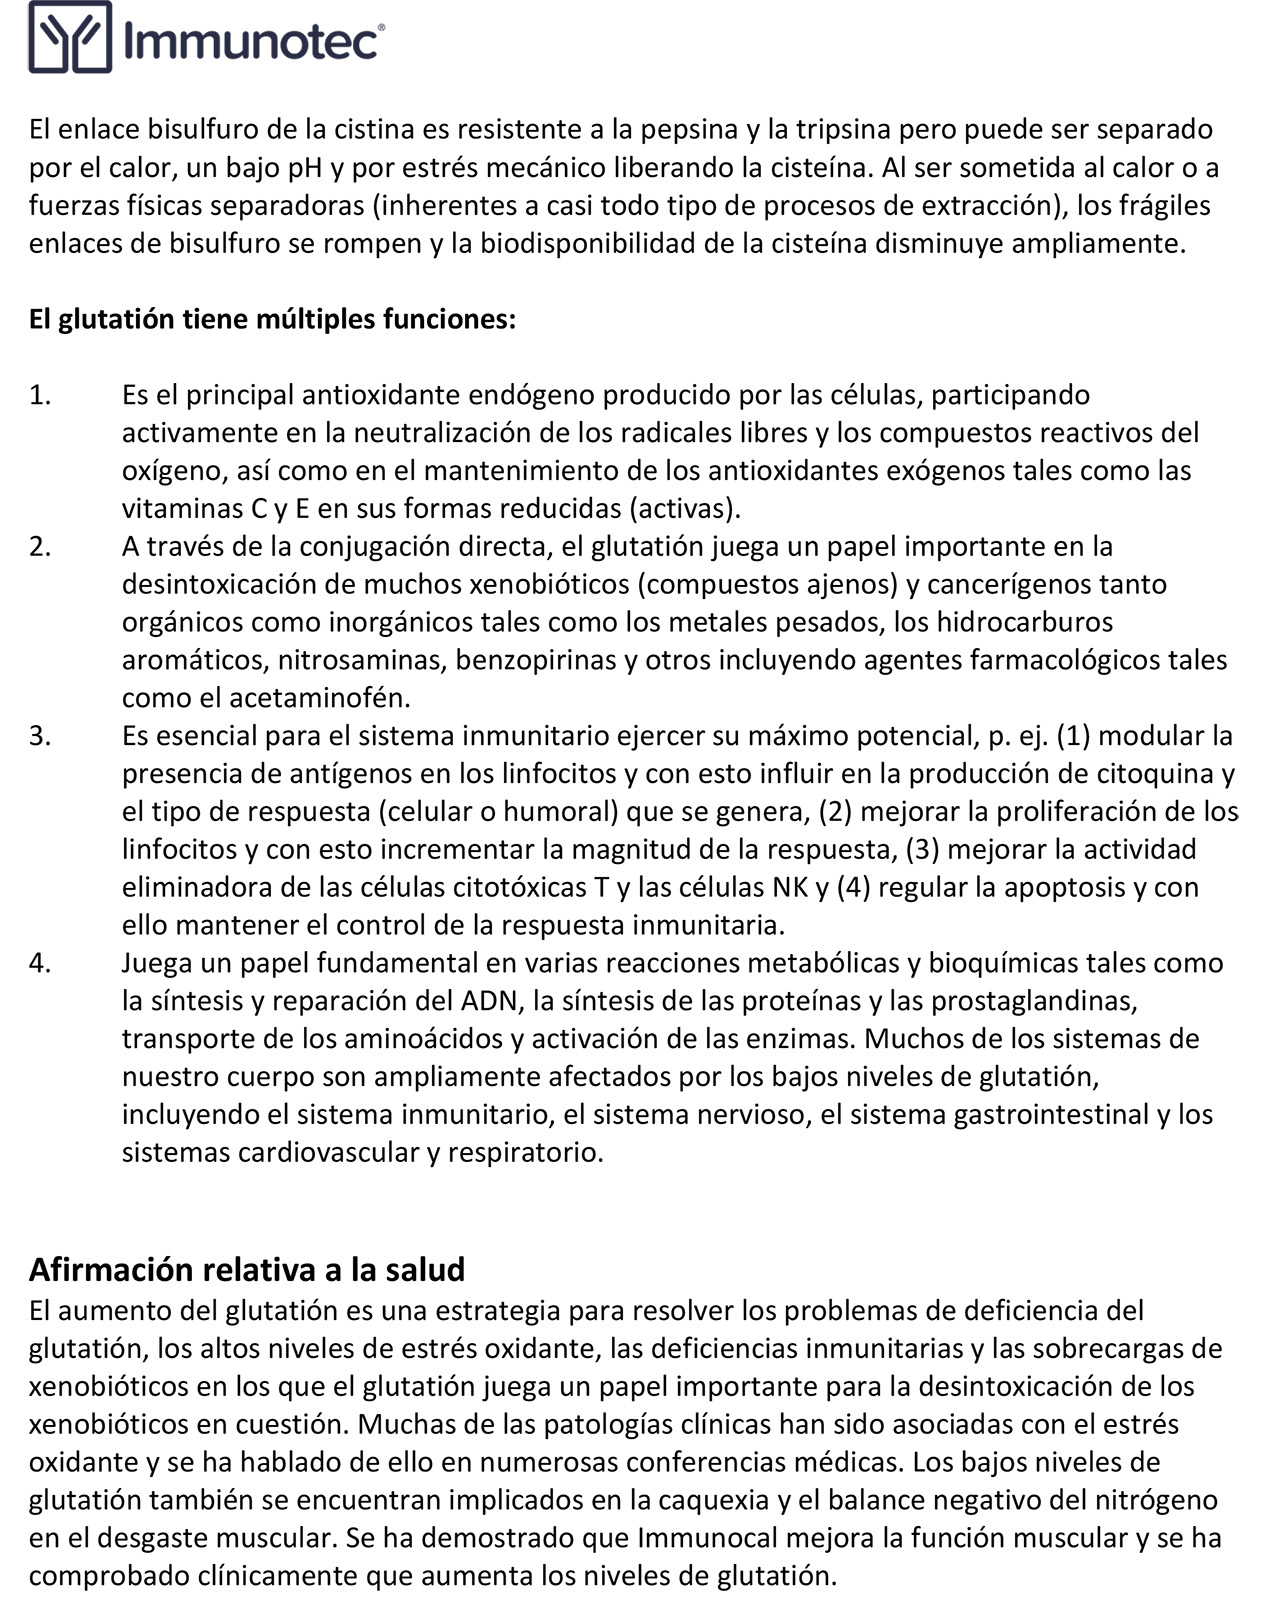 Immunotec®
El enlace bisulfuro de la cistina es resistente a la pepsina y la tripsina pero puede ser separado
por el calor, un bajo pH y por estrés mecánico liberando la cisteína. Al ser sometida al calor o a
fuerzas físicas separadoras (inherentes a casi todo tipo de procesos de extracción), los frágiles
enlaces de bisulfuro se rompen y la biodisponibilidad de la cisteína disminuye ampliamente.
El glutatión tiene múltiples funciones:
1. Es el principal antioxidante endógeno producido por las células, participando
activamente en la neutralización de los radicales libres y los compuestos reactivos del
oxígeno, así como en el mantenimiento de los antioxidantes exógenos tales como las
vitaminas C y E en sus formas reducidas (activas).
2. A través de la conjugación directa, el glutatión juega un papel importante en la
desintoxicación de muchos xenobióticos (compuestos ajenos) y cancerígenos tanto
orgánicos como inorgánicos tales como los metales pesados, los hidrocarburos
aromáticos, nitrosaminas, benzopirinas y otros incluyendo agentes farmacológicos tales
como el acetaminofén.
3. Es esencial para el sistema inmunitario ejercer su máximo potencial, p. ej. (1) modular la
presencia de antígenos en los linfocitos y con esto influir en la producción de citoquina y
el tipo de respuesta (celular o humoral) que se genera, (2) mejorar la proliferación de los
linfocitos y con esto incrementar la magnitud de la respuesta, (3) mejorar la actividad
eliminadora de las células citotóxicas T y las células NK y (4) regular la apoptosis y con
ello mantener el control de la respuesta inmunitaria.
4. Juega un papel fundamental en varias reacciones metabólicas y bioquímicas tales como
la síntesis y reparación del ADN, la síntesis de las proteínas y las prostaglandinas,
transporte de los aminoácidos y activación de las enzimas. Muchos de los sistemas de
nuestro cuerpo son ampliamente afectados por los bajos niveles de glutatión,
incluyendo el sistema inmunitario, el sistema nervioso, el sistema gastrointestinal y los
sistemas cardiovascular y respiratorio.
Afirmación relativa a la salud
El aumento del glutatión es una estrategia para resolver los problemas de deficiencia del
glutatión, los altos niveles de estrés oxidante, las deficiencias inmunitarias y las sobrecargas de
xenobióticos en los que el glutatión juega un papel importante para la desintoxicación de los
xenobióticos en cuestión. Muchas de las patologías clínicas han sido asociadas con el estrés
oxidante y se ha hablado de ello en numerosas conferencias médicas. Los bajos niveles de
glutatión también se encuentran implicados en la caquexia y el balance negativo del nitrógeno
en el desgaste muscular. Se ha demostrado que Immunocal mejora la función muscular y se ha
comprobado clínicamente que aumenta los niveles de glutatión.